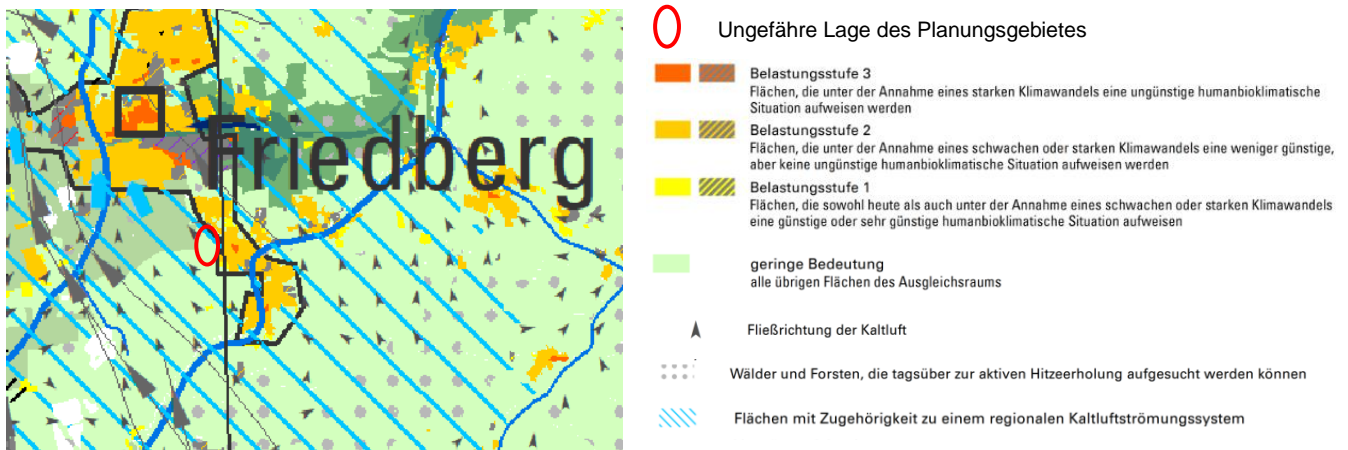 Friedberg
Ungefähre Lage des Planungsgebietes
Belastungsstufe 3
Flächen, die unter der Annahme eines starken Klimawandels eine ungünstige humanbioklimatische
Situation aufweisen werden
Belastungsstufe 2
Flächen, die unter der Annahme eines schwachen oder starken Klimawandels eine weniger günstige,
aber keine ungünstige humanbioklimatische Situation aufweisen werden
Belastungsstufe 1
Flächen, die sowohl heute als auch unter der Annahme eines schwachen oder starken Klimawandels
eine günstige oder sehr günstige humanbioklimatische Situation aufweisen
geringe Bedeutung
alle übrigen Flächen des Ausgleichsraums
Fließrichtung der Kaltluft
Wälder und Forsten, die tagsüber zur aktiven Hitzeerholung aufgesucht werden können
Flächen mit Zugehörigkeit zu einem regionalen Kaltluftströmungssystem